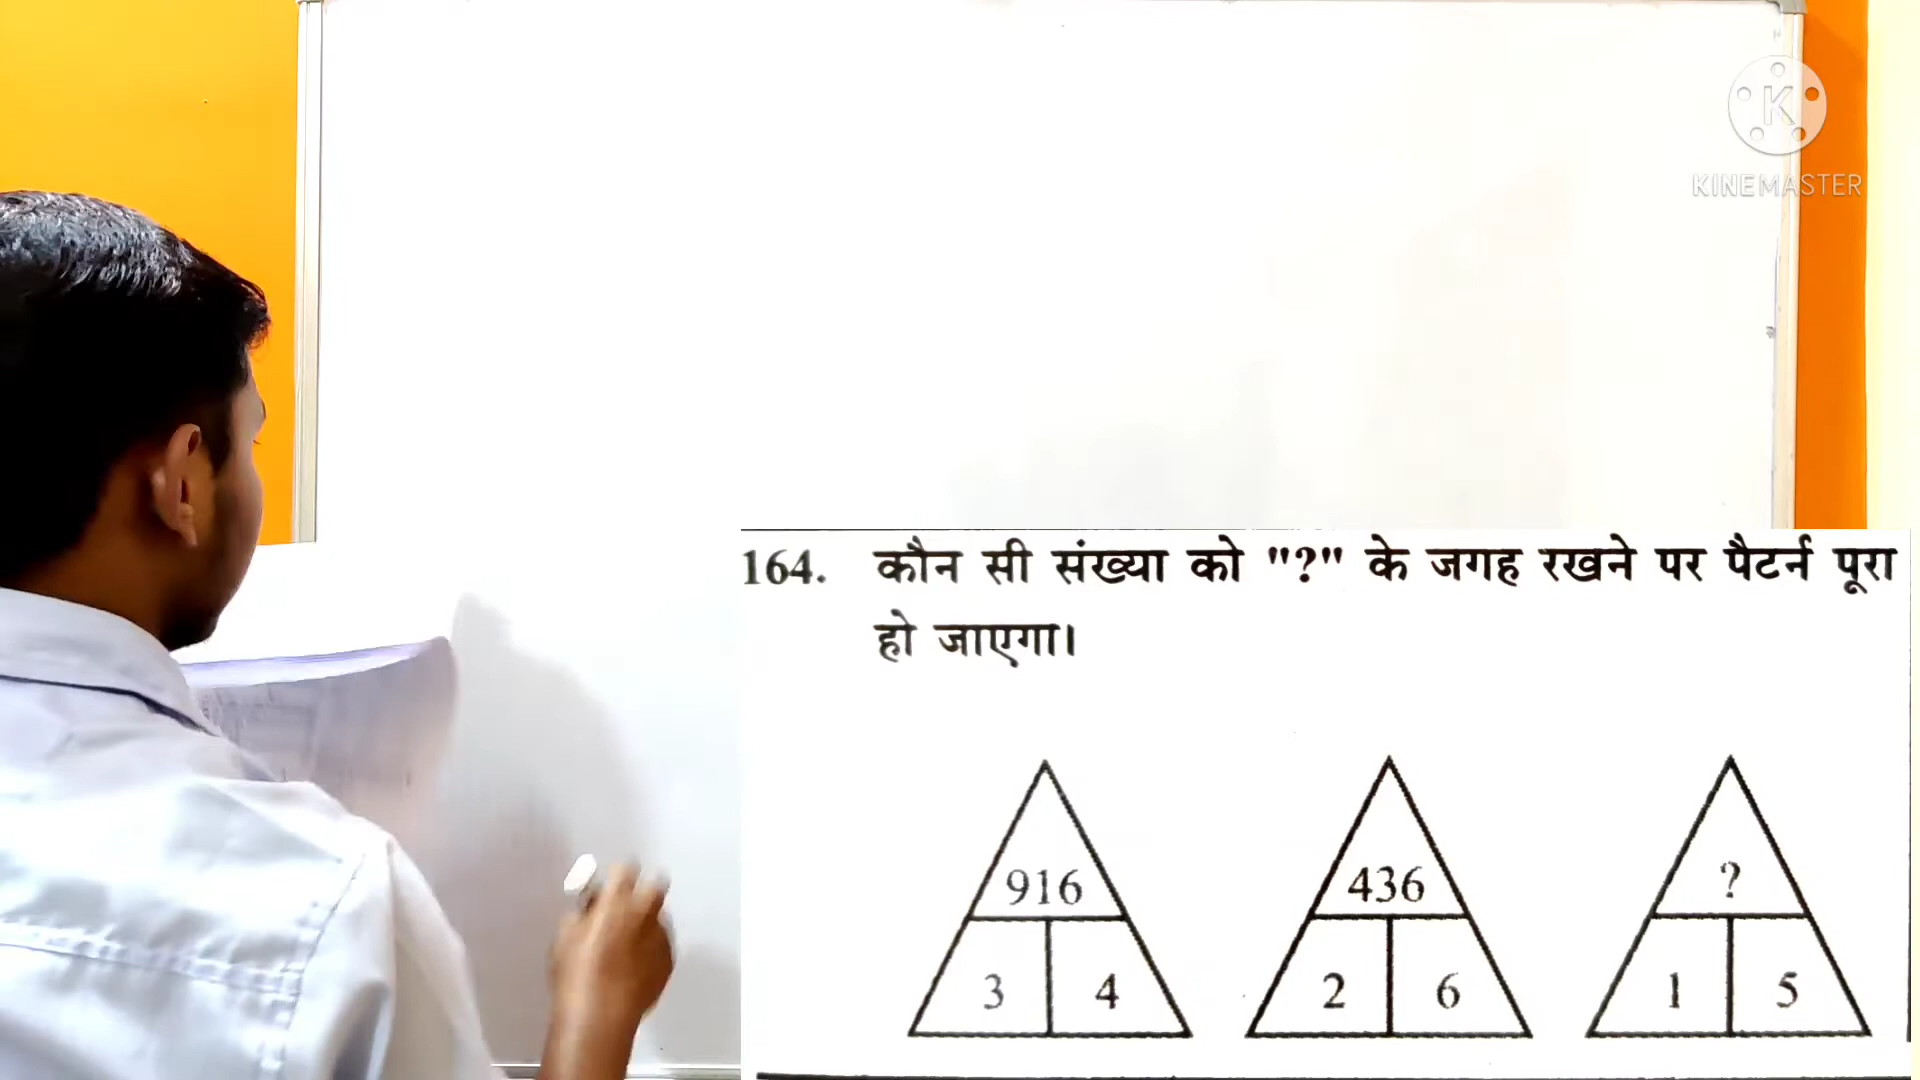 K
KINEMASTER
164. कौन सी संख्या को "?" के जगह रखने पर पैटर्न पूरा
हो जाएगा।
916 436 ?
3 4 2 6 1 5